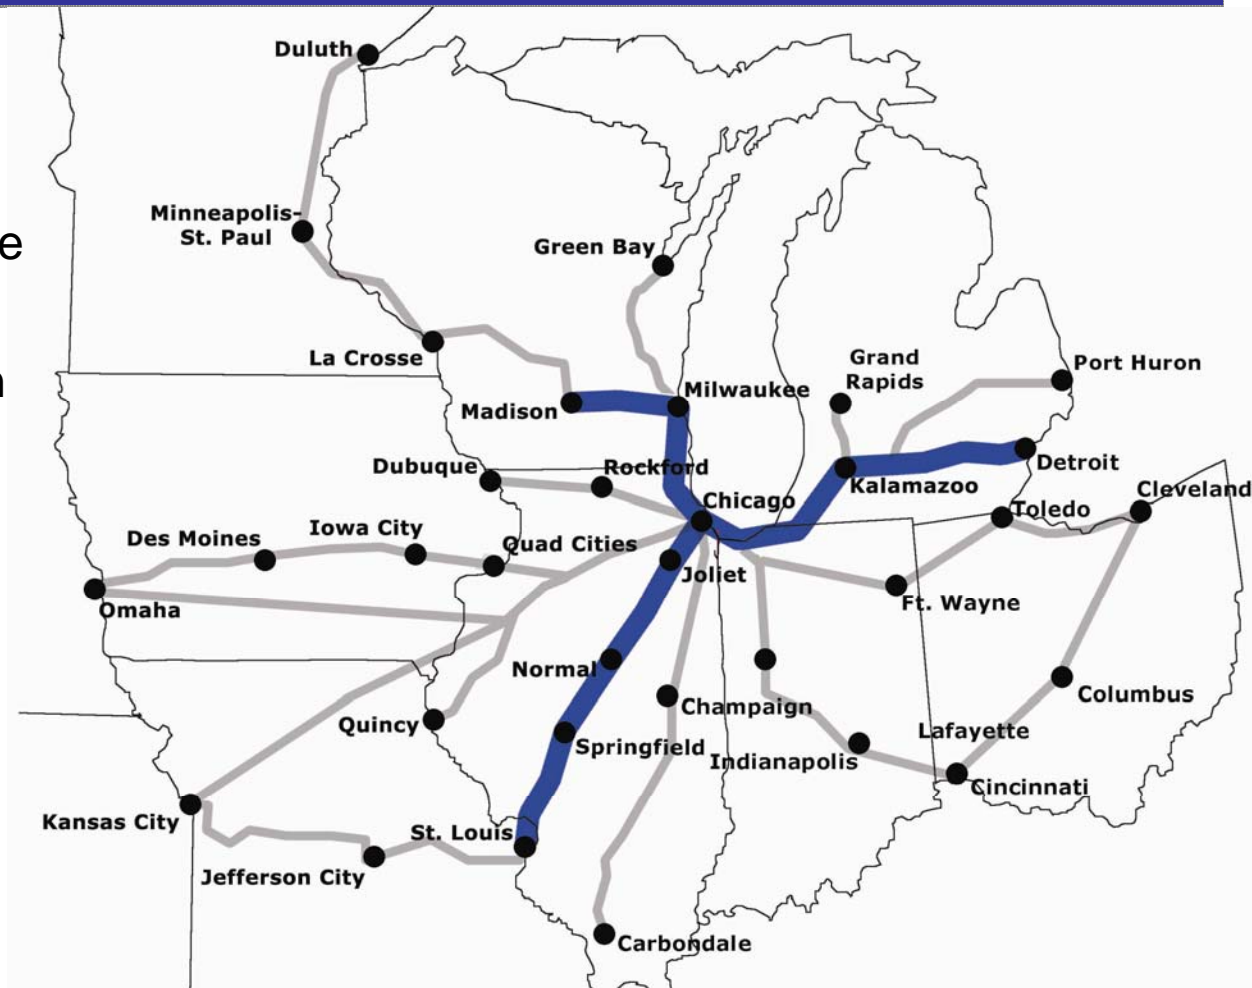 Duluth
Minneapolis-
St. Paul
e
Green Bay
n
La Crosse
Grand
Rapids
Port Huron
Milwaukee
Madison
Dubuque
Rockford
Detroit
Kalamazoo
Chicago
Cleveland
Toledo
Des Moines
Iowa City
Quad Cities
Joliet
Omaha
Ft. Wayne
Normal
Champaign
Columbus
Quincy
Springfield
Lafayette
Indianapolis
Cincinnati
Kansas City
St. Louis
Jefferson City
Carbondale